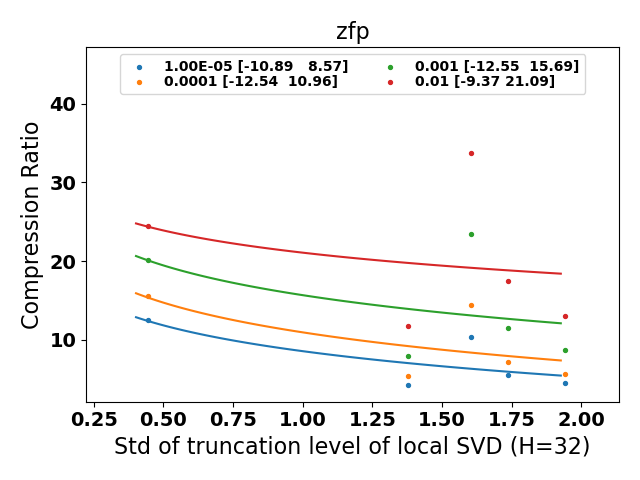 zfp
1.00E-05 [-10.89   8.57]
0.0001 [-12.54  10.96]
0.001 [-12.55  15.69]
0.01 [-9.37 21.09]
Compression Ratio
40
30
20
10
0.25 0.50 0.75 1.00 1.25 1.50 1.75 2.00
Std of truncation level of local SVD (H=32)